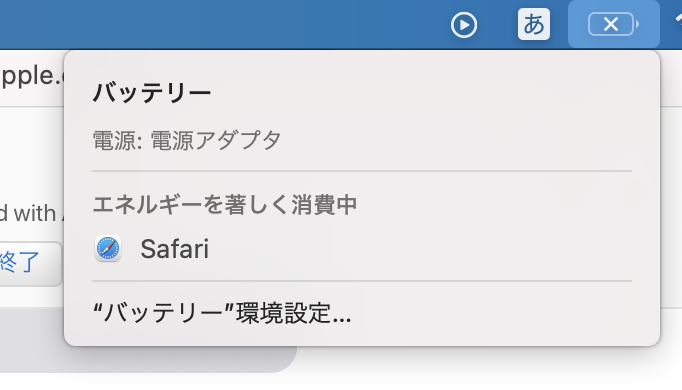 あ
pple.
バッテリー
電源: 電源アダプタ
エネルギーを著しく消費中
d with
Safari
終了
“バッテリー”環境設定...